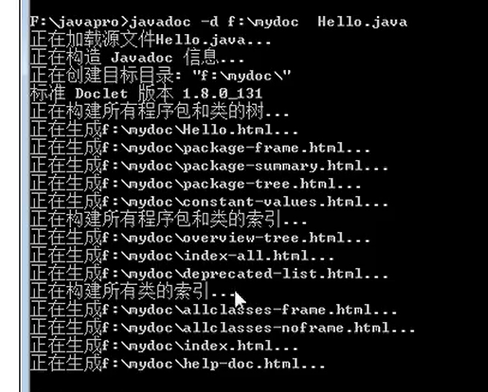 F:\javapro>javadoc -d f:\mydoc  Hello.java
正在加载源文件Hello.java...
正在构造 Javadoc 信息...
正在创建目标目录: "f:\mydoc\"
标准 Doclet 版本 1.8.0_131
正在构建所有程序包和类的树...
正在生成f:\mydoc\Hello.html...
正在生成f:\mydoc\package-frame.html...
正在生成f:\mydoc\package-summary.html...
正在生成f:\mydoc\package-tree.html...
正在生成f:\mydoc\constant-values.html...
正在构建所有程序包和类的索引...
正在生成f:\mydoc\overview-tree.html...
正在生成f:\mydoc\index-all.html...
正在生成f:\mydoc\deprecated-list.html...
正在构建所有类的索引...
正在生成f:\mydoc\allclasses-frame.html...
正在生成f:\mydoc\allclasses-noframe.html...
正在生成f:\mydoc\index.html...
正在生成f:\mydoc\help-doc.html...